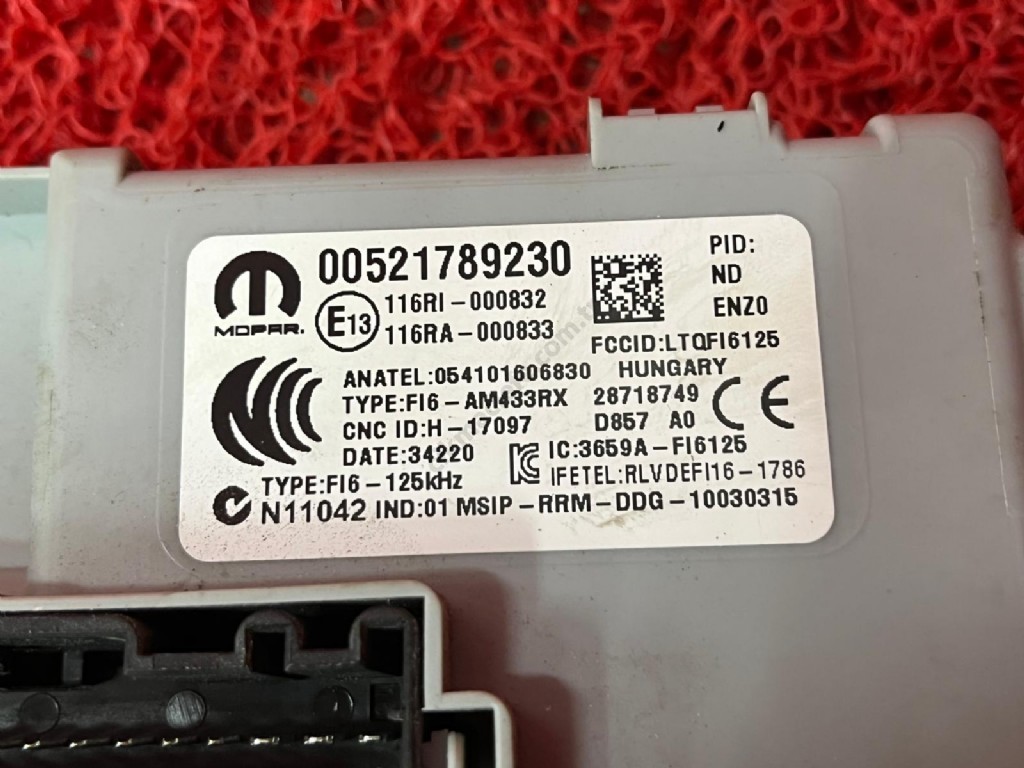 MOPAR.
00521789230
E13
116RI-000832
116RA-000833
PID:
ND
ENZ0
FCCID:LTQFI6125
ANATEL:054101606830 HUNGARY
TYPE:FI6-AM433RX 28718749
CNC ID:H-17097 D857 A0
CE
DATE:34220 IC:3659A-FI6125
TYPE:FI6-125kHz IFETEL:RLVDEFI16-1786
N11042 IND:01 MSIP-RRM-DDG-10030315